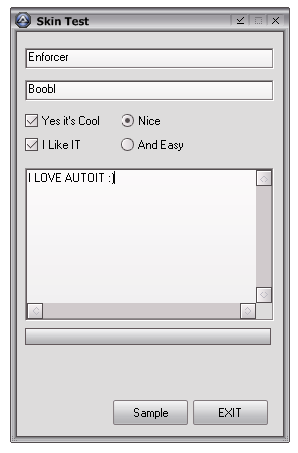 Skin Test
Enforcer
Boobl
Yes it's Cool Nice
I Like IT And Easy
I LOVE AUTOIT :)
Sample EXIT